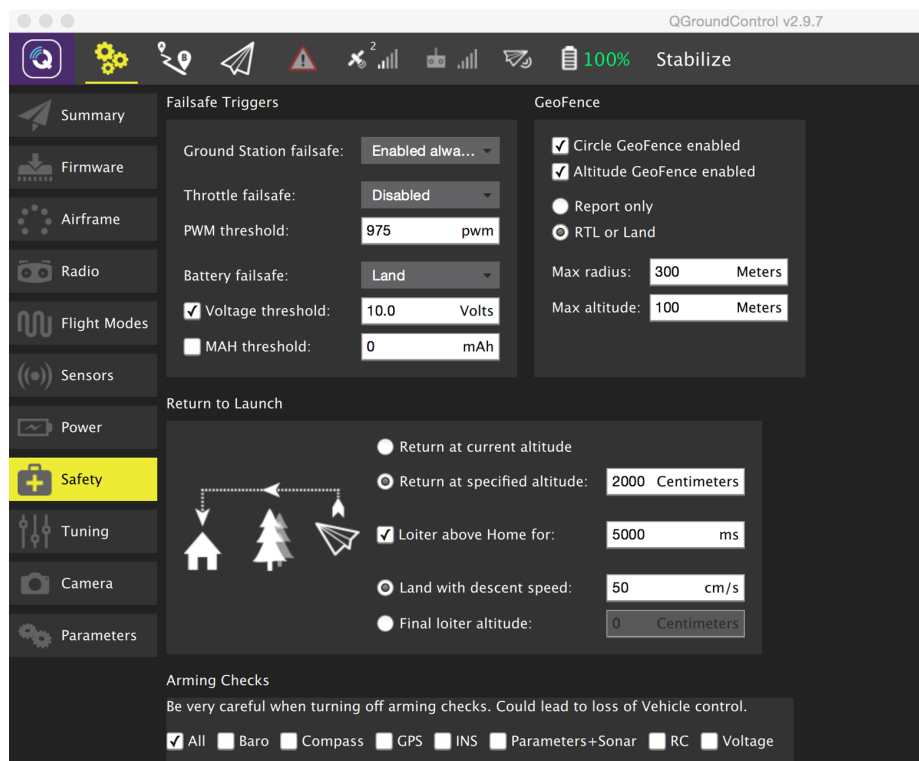 QGroundControl v2.9.7
B
2
100%
Stabilize
Summary
Firmware
Airframe
Radio
Flight Modes
Sensors
Power
Safety
Tuning
Camera
Parameters
Failsafe Triggers
Ground Station failsafe: Enabled alwa...
Throttle failsafe: Disabled
PWM threshold: 975 pwm
Battery failsafe: Land
Voltage threshold: 10.0 Volts
MAH threshold: 0 mAh
GeoFence
Circle GeoFence enabled
Altitude GeoFence enabled
Report only
RTL or Land
Max radius: 300 Meters
Max altitude: 100 Meters
Return to Launch
Return at current altitude
Return at specified altitude: 2000 Centimeters
Loiter above Home for: 5000 ms
Land with descent speed: 50 cm/s
Final loiter altitude: 0 Centimeters
Arming Checks
Be very careful when turning off arming checks. Could lead to loss of Vehicle control.
All Baro Compass GPS INS Parameters+Sonar RC Voltage